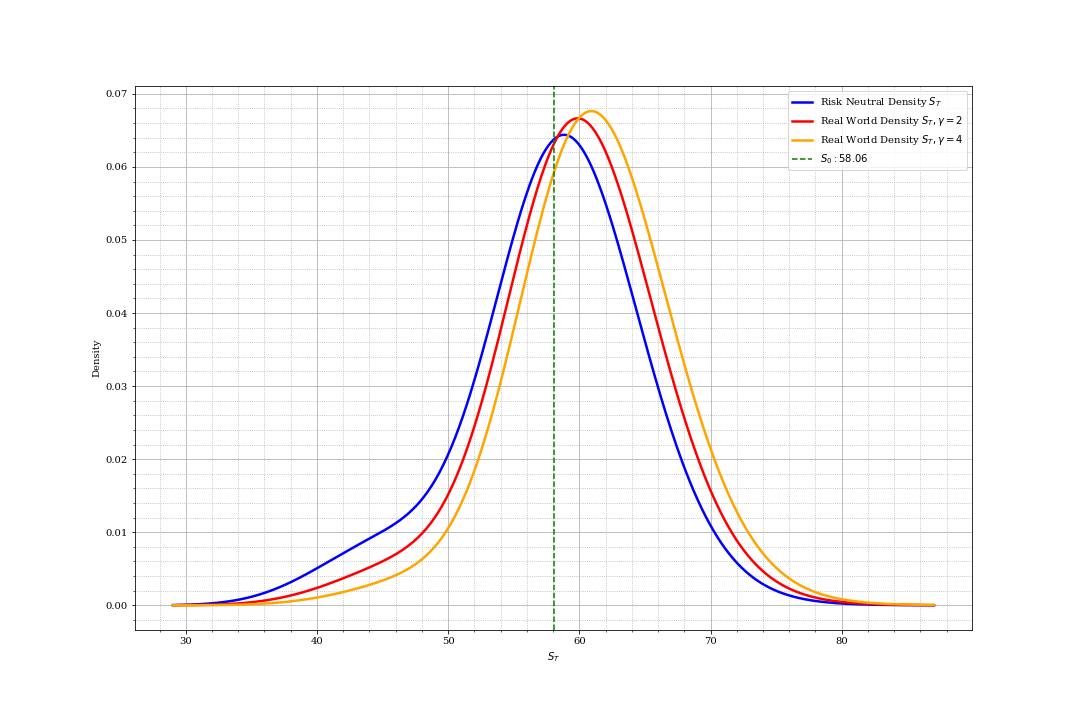 Risk Neutral Density $S_T$
Real World Density $S_T, \gamma = 2$
Real World Density $S_T, \gamma = 4$
$S_0 : 58.06$
0.07
0.06
0.05
0.04
0.03
0.02
0.01
0.00
Density
30 40 50 60 70 80
$S_T$